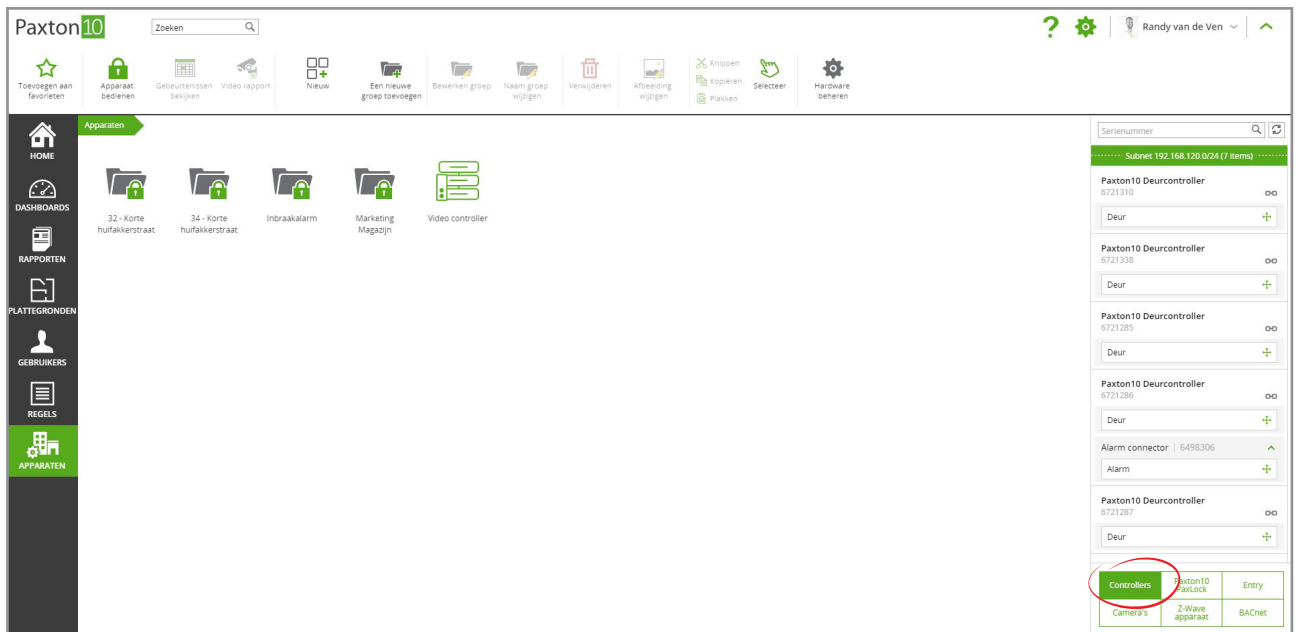 Paxton10
Zoeken
?
Randy van de Ven
Toevoegen aan
favorieten
Apparaat
bedienen
Gebeurtenissen
bekijken
Video rapport
Nieuw
Een nieuwe
groep toevoegen
Bewerken groep
Naam groep
wijzigen
Verwijderen
Afbeelding
wijzigen
Knippen
Kopiëren
Plakken
Selecteer
Hardware
beheren
HOME
DASHBOARDS
RAPPORTEN
PLATTEGRONDEN
GEBRUIKERS
REGELS
APPARATEN
Apparaten
32 - Korte
huifakkerstraat
34 - Korte
huifakkerstraat
Inbraakalarm
Marketing
Magazijn
Video controller
Serienummer
Subnet 192.168.120.0/24 (7 items)
Paxton10 Deurcontroller
6721310
Deur
Paxton10 Deurcontroller
6721338
Deur
Paxton10 Deurcontroller
6721285
Deur
Paxton10 Deurcontroller
6721286
Deur
Alarm connector | 6498306
Alarm
Paxton10 Deurcontroller
6721287
Deur
Controllers
Paxton10
PaxLock
Entry
Camera's
Z-Wave
apparaat
BACnet